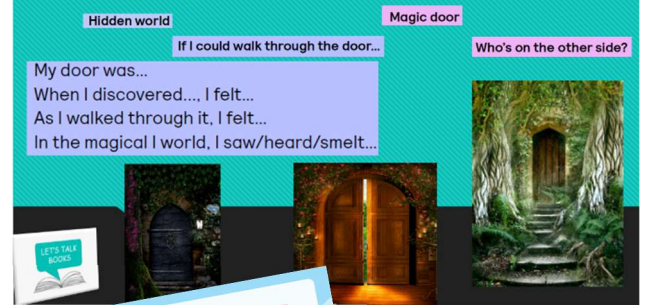 Hidden world
Magic door
If I could walk through the door...
Who's on the other side?
My door was...
When I discovered..., I felt...
As I walked through it, I felt...
In the magical I world, I saw/heard/smelt...
LET'S TALK
BOOKS